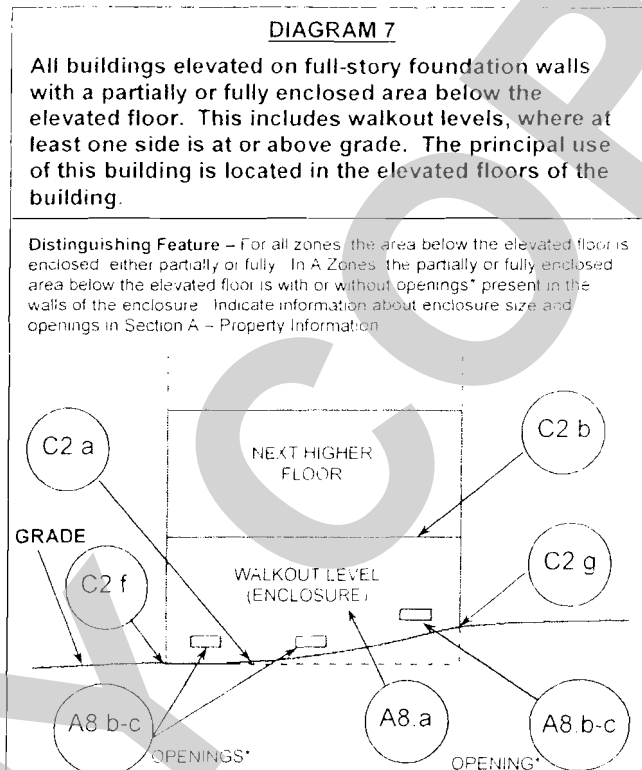 DIAGRAM 7
All buildings elevated on full-story foundation walls
with a partially or fully enclosed area below the
elevated floor. This includes walkout levels, where at
least one side is at or above grade. The principal use
of this building is located in the elevated floors of the
building.
Distinguishing Feature – For all zones the area below the elevated floor is
enclosed either partially or fully In A Zones the partially or fully enclosed
area below the elevated floor is with or without openings* present in the
walls of the enclosure Indicate information about enclosure size and
openings in Section A – Property Information
C2 a
NEXT HIGHER
FLOOR
C2 b
GRADE
C2 f
WALKOUT LEVEL
(ENCLOSURE)
C2 g
A8 b-c
OPENINGS*
A8.a
A8.b-c
OPENING*